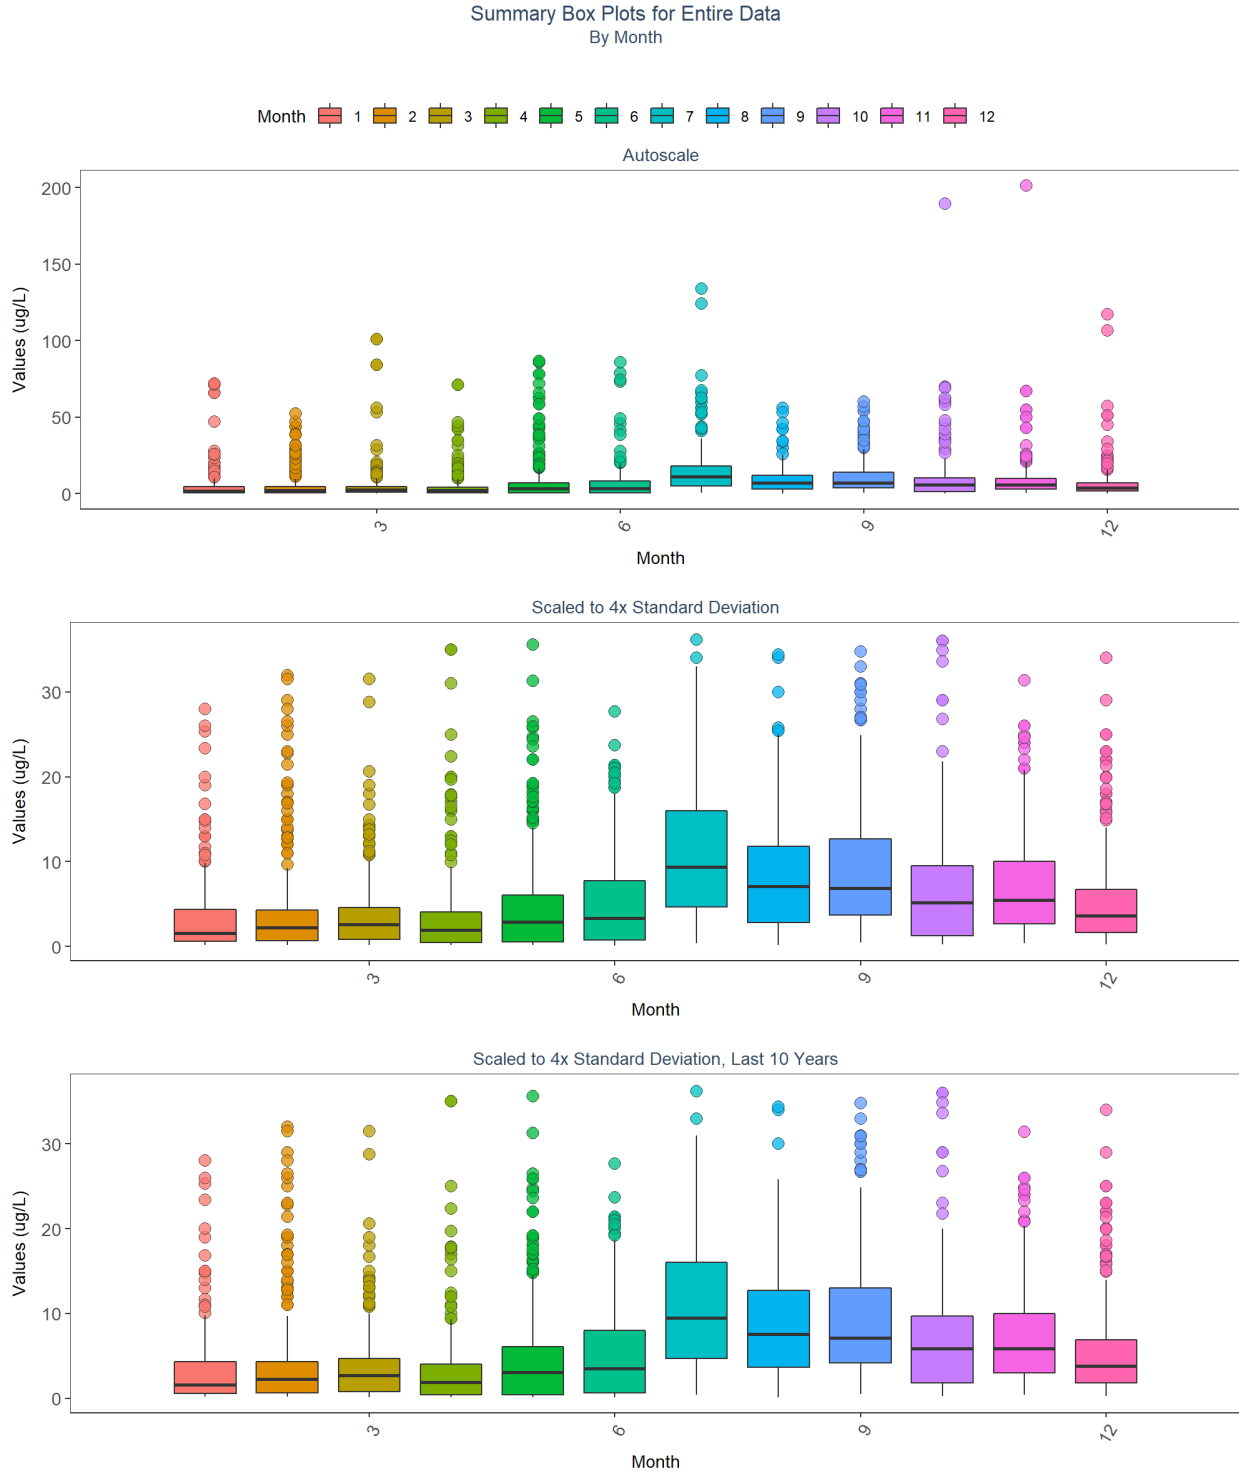 Summary Box Plots for Entire Data
By Month
Month 1 2 3 4 5 6 7 8 9 10 11 12
Autoscale
Values (ug/L)
200
150
100
50
0
3 6 9 12
Month
Scaled to 4x Standard Deviation
Values (ug/L)
30
20
10
0
3 6 9 12
Month
Scaled to 4x Standard Deviation, Last 10 Years
Values (ug/L)
30
20
10
0
3 6 9 12
Month